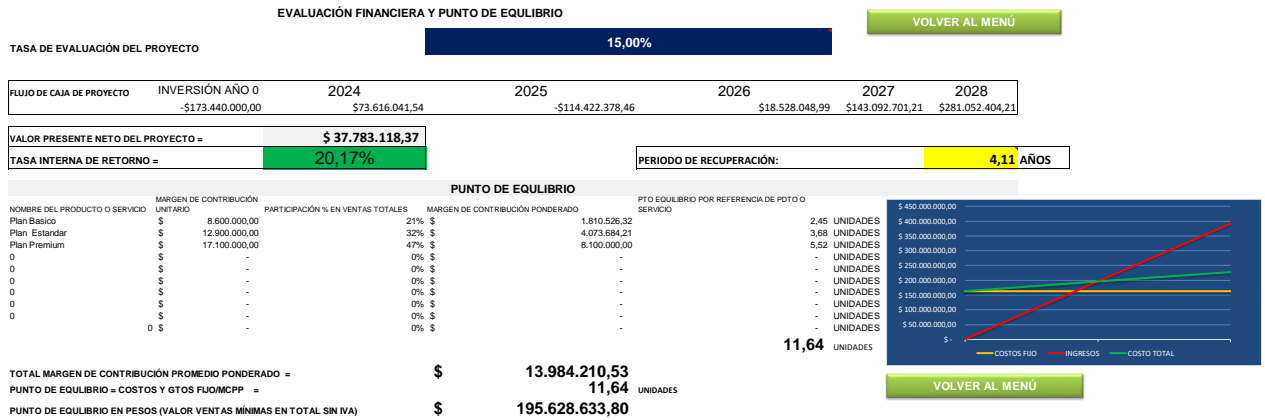 EVALUACIÓN FINANCIERA Y PUNTO DE EQULIBRIO
VOLVER AL MENÚ
TASA DE EVALUACIÓN DEL PROYECTO 15,00%
FLUJO DE CAJA DE PROYECTO INVERSIÓN AÑO 0 2024 2025 2026 2027 2028
-$173.440.000,00 $73.616.041,54 -$114.422.378,46 $18.528.048,99 $143.092.701,21 $281.052.404,21
VALOR PRESENTE NETO DEL PROYECTO = $ 37.783.118,37
TASA INTERNA DE RETORNO = 20,17% PERIODO DE RECUPERACIÓN: 4,11 AÑOS
PUNTO DE EQULIBRIO
NOMBRE DEL PRODUCTO O SERVICIO MARGEN DE CONTRIBUCIÓN UNITARIO PARTICIPACIÓN % EN VENTAS TOTALES MARGEN DE CONTRIBUCIÓN PONDERADO PTO EQUILIBRIO POR REFERENCIA DE PDTO O SERVICIO
Plan Basico $ 8.600.000,00 21% $ 1.810.526,32 2,45 UNIDADES
Plan Estandar $ 12.900.000,00 32% $ 4.073.684,21 3,68 UNIDADES
Plan Premium $ 17.100.000,00 47% $ 8.100.000,00 5,52 UNIDADES
0 $ - 0% $ - - UNIDADES
0 $ - 0% $ - - UNIDADES
0 $ - 0% $ - - UNIDADES
0 $ - 0% $ - - UNIDADES
0 $ - 0% $ - - UNIDADES
0 $ - 0% $ - - UNIDADES
0 $ - 0% $ - - UNIDADES
11,64 UNIDADES
$ 450.000.000,00
$ 400.000.000,00
$ 350.000.000,00
$ 300.000.000,00
$ 250.000.000,00
$ 200.000.000,00
$ 150.000.000,00
$ 100.000.000,00
$ 50.000.000,00
$ -
COSTOS FIJO INGRESOS COSTO TOTAL
TOTAL MARGEN DE CONTRIBUCIÓN PROMEDIO PONDERADO = $ 13.984.210,53
PUNTO DE EQULIBRIO = COSTOS Y GTOS FIJO/MCPP = 11,64 UNIDADES
VOLVER AL MENÚ
PUNTO DE EQULIBRIO EN PESOS (VALOR VENTAS MÍNIMAS EN TOTAL SIN IVA) $ 195.628.633,80